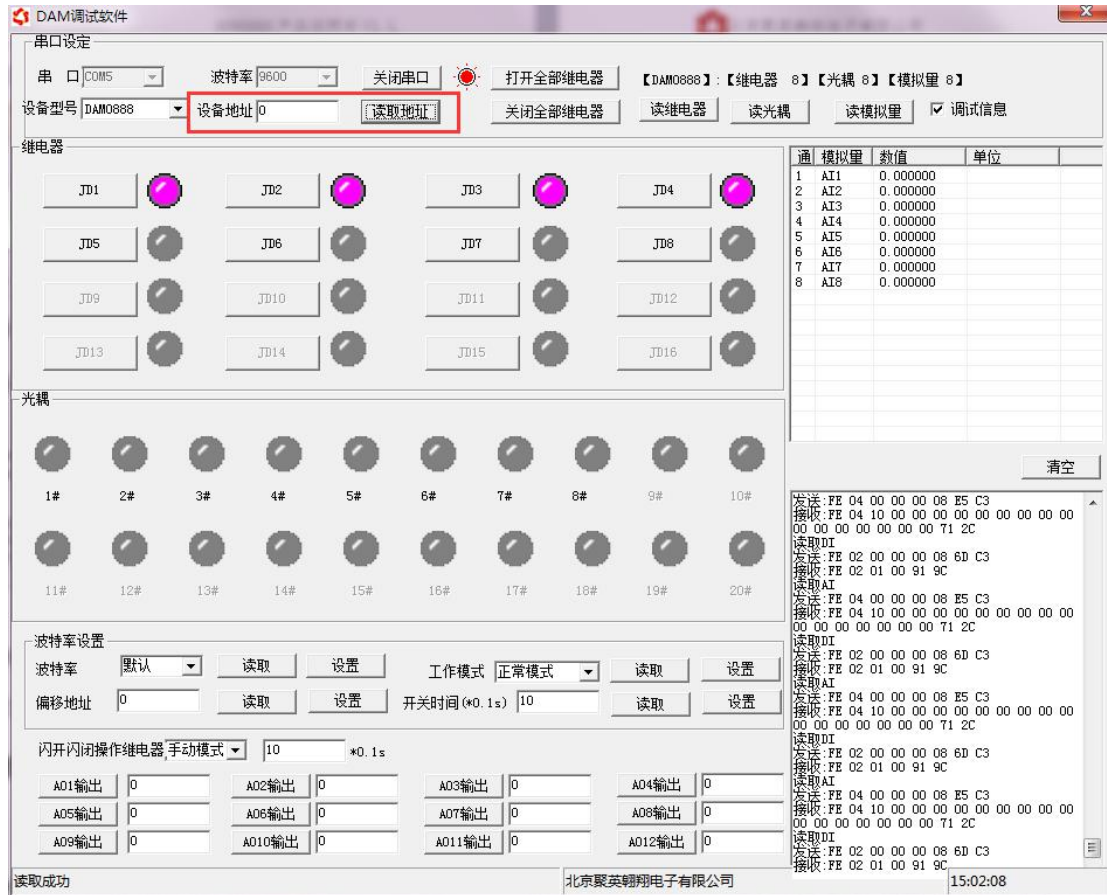 DAM调试软件
串口设定
串 口 COM5 波特率 9600 关闭串口 打开全部继电器 【DAM0888】:【继电器 8】【光耦 8】【模拟量 8】
设备型号 DAM0888 设备地址 0 读取地址 关闭全部继电器 读继电器 读光耦 读模拟量 调试信息
继电器
JD1 JD2 JD3 JD4
JD5 JD6 JD7 JD8
JD9 JD10 JD11 JD12
JD13 JD14 JD15 JD16
通 模拟量 数值 单位
1 AI1 0.000000
2 AI2 0.000000
3 AI3 0.000000
4 AI4 0.000000
5 AI5 0.000000
6 AI6 0.000000
7 AI7 0.000000
8 AI8 0.000000
光耦
1# 2# 3# 4# 5# 6# 7# 8# 9# 10#
11# 12# 13# 14# 15# 16# 17# 18# 19# 20#
清空
发送:FE 04 00 00 00 08 E5 C3
接收:FE 04 10 00 00 00 00 00 00 00 00 00
00 00 00 00 00 00 00 71 2C
读取DI
发送:FE 02 00 00 00 08 6D C3
接收:FE 02 01 00 91 9C
读取AI
发送:FE 04 00 00 00 08 E5 C3
接收:FE 04 10 00 00 00 00 00 00 00 00 00
00 00 00 00 00 00 00 71 2C
读取DI
发送:FE 02 00 00 00 08 6D C3
接收:FE 02 01 00 91 9C
读取AI
发送:FE 04 00 00 00 08 E5 C3
接收:FE 04 10 00 00 00 00 00 00 00 00 00
00 00 00 00 00 00 00 71 2C
读取DI
发送:FE 02 00 00 00 08 6D C3
接收:FE 02 01 00 91 9C
读取AI
发送:FE 04 00 00 00 08 E5 C3
接收:FE 04 10 00 00 00 00 00 00 00 00 00
00 00 00 00 00 00 00 71 2C
读取DI
发送:FE 02 00 00 00 08 6D C3
接收:FE 02 01 00 91 9C
波特率设置
波特率 默认 读取 设置 工作模式 正常模式 读取 设置
偏移地址 0 读取 设置 开关时间(*0.1s) 10 读取 设置
闪开闪闭操作继电器 手动模式 10 *0.1s
AO1输出 0 AO2输出 0 AO3输出 0 AO4输出 0
AO5输出 0 AO6输出 0 AO7输出 0 AO8输出 0
AO9输出 0 AO10输出 0 AO11输出 0 AO12输出 0
读取成功 北京聚英翱翔电子有限公司 15:02:08